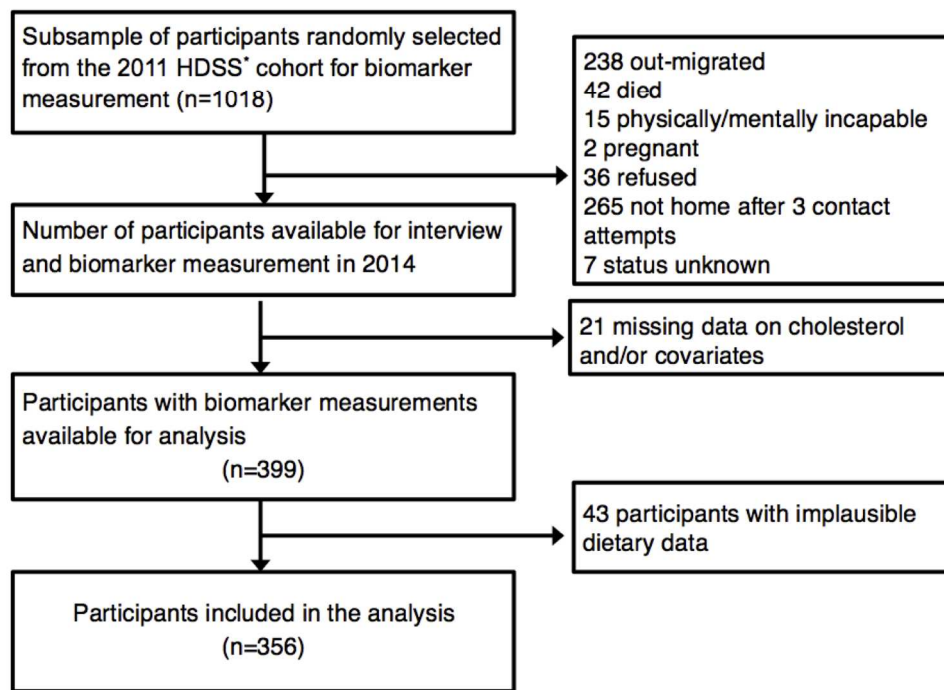 Subsample of participants randomly selected
from the 2011 HDSS* cohort for biomarker
measurement (n=1018)
238 out-migrated
42 died
15 physically/mentally incapable
2 pregnant
36 refused
265 not home after 3 contact
attempts
7 status unknown
Number of participants available for interview
and biomarker measurement in 2014
21 missing data on cholesterol
and/or covariates
Participants with biomarker measurements
available for analysis
(n=399)
43 participants with implausible
dietary data
Participants included in the analysis
(n=356)